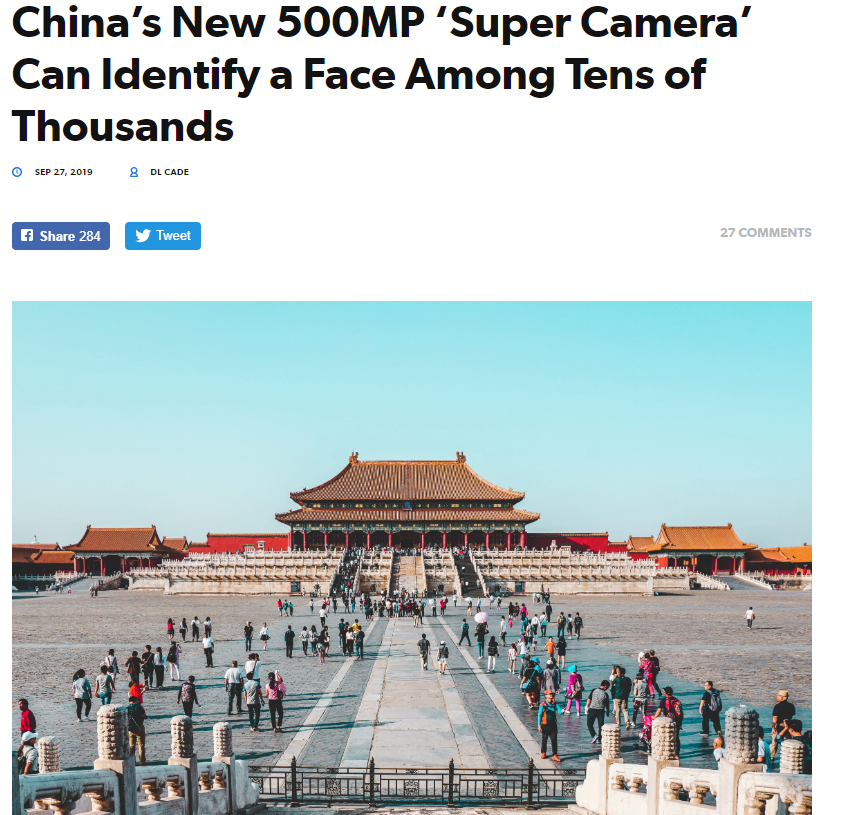 China’s New 500MP ‘Super Camera’
Can Identify a Face Among Tens of
Thousands
SEP 27, 2019 DL CADE
Share 284 Tweet
27 COMMENTS